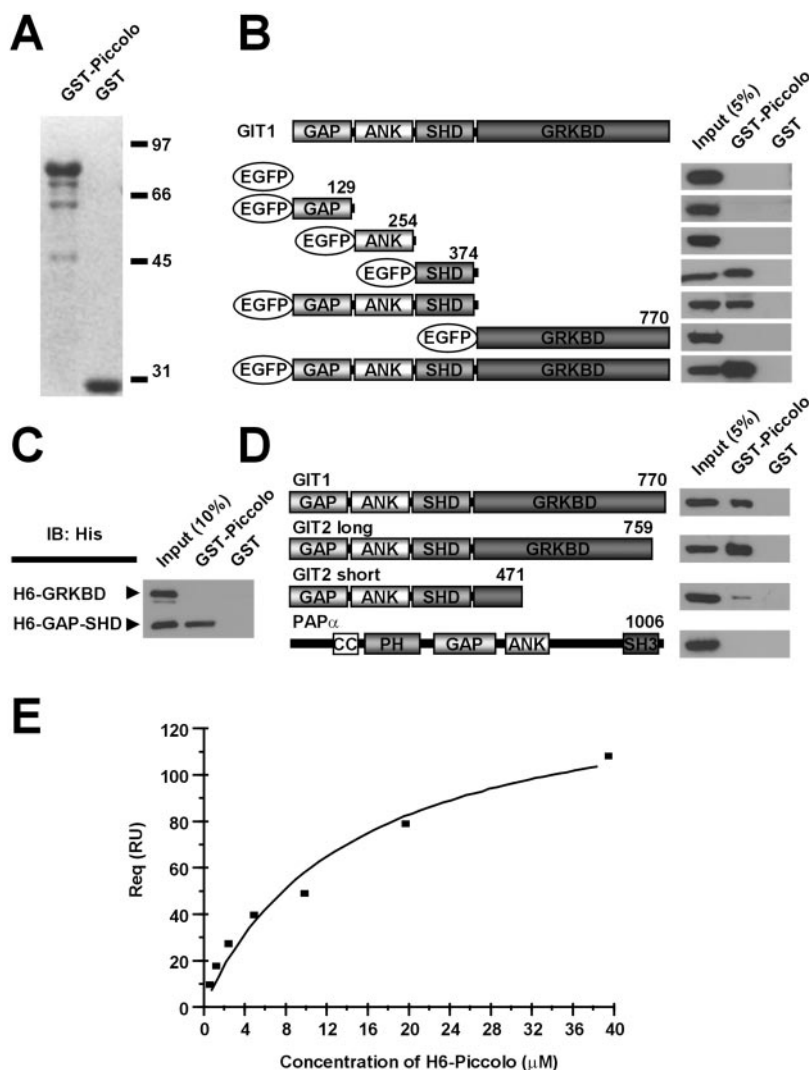 A
GST-Piccolo
GST
97
66
45
31
B
Input (5%)
GST-Piccolo
GST
GIT1 GAP ANK SHD GRKBD
EGFP
129
EGFP GAP
254
EGFP ANK
374
EGFP SHD
EGFP GAP ANK SHD
770
EGFP GRKBD
EGFP GAP ANK SHD GRKBD
C
Input (10%)
GST-Piccolo
GST
IB: His
H6-GRKBD
H6-GAP-SHD
D
Input (5%)
GST-Piccolo
GST
GIT1 770
GAP ANK SHD GRKBD
GIT2 long 759
GAP ANK SHD GRKBD
GIT2 short 471
GAP ANK SHD
PAPα 1006
CC PH GAP ANK SH3
E
120
100
80
60
40
20
0
Req (RU)
0 4 8 12 16 20 24 28 32 36 40
Concentration of H6-Piccolo (μM)